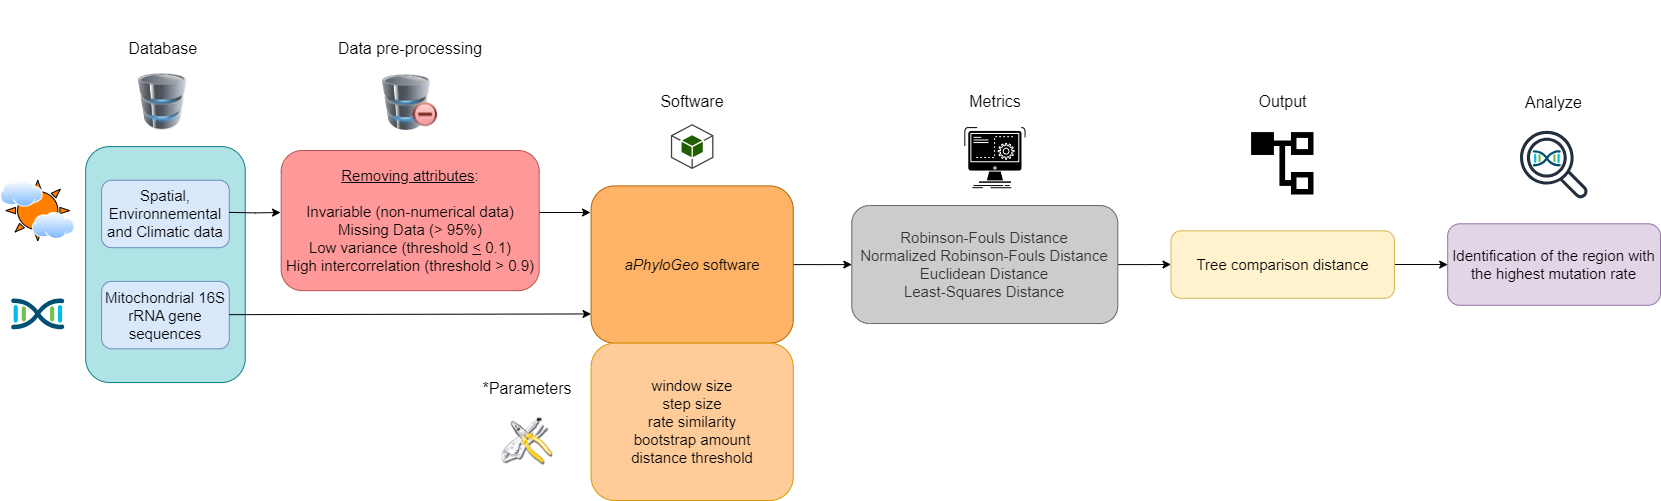 Database
Data pre-processing
Software
Metrics
Output
Analyze
Spatial,
Environnemental
and Climatic data
Mitochondrial 16S
rRNA gene
sequences
Removing attributes:
Invariable (non-numerical data)
Missing Data (> 95%)
Low variance (threshold ≤ 0.1)
High intercorrelation (threshold > 0.9)
aPhyloGeo software
*Parameters
window size
step size
rate similarity
bootstrap amount
distance threshold
Robinson-Fouls Distance
Normalized Robinson-Fouls Distance
Euclidean Distance
Least-Squares Distance
Tree comparison distance
Identification of the region with
the highest mutation rate